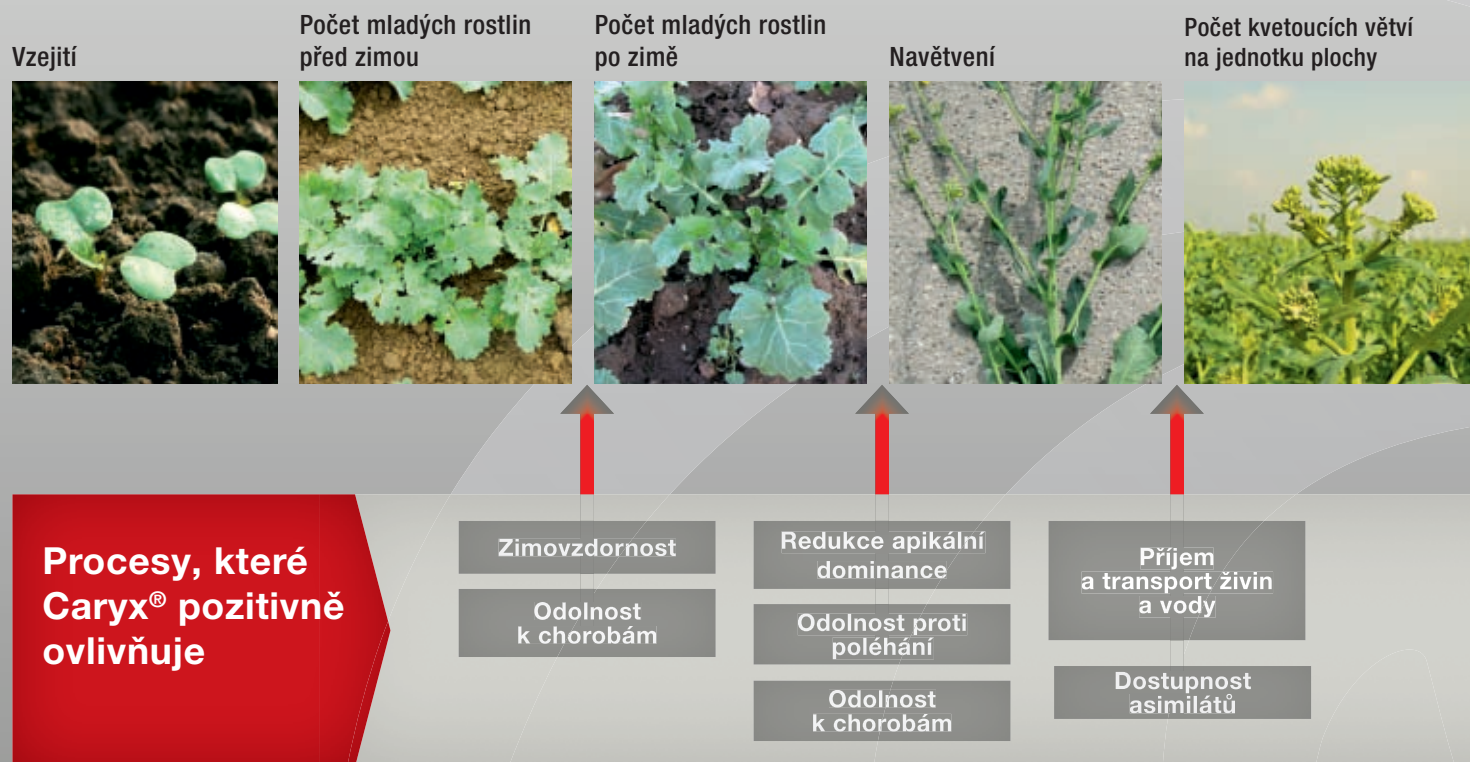 Vzejití
Počet mladých rostlin
před zimou
Počet mladých rostlin
po zimě
Navětvení
Počet kvetoucích větví
na jednotku plochy
Procesy, které
Caryx® pozitivně
ovlivňuje
Zimovzdornost
Odolnost
k chorobám
Redukce apikální
dominance
Odolnost proti
poléhání
Odolnost
k chorobám
Příjem
a transport živin
a vody
Dostupnost
asimilátů